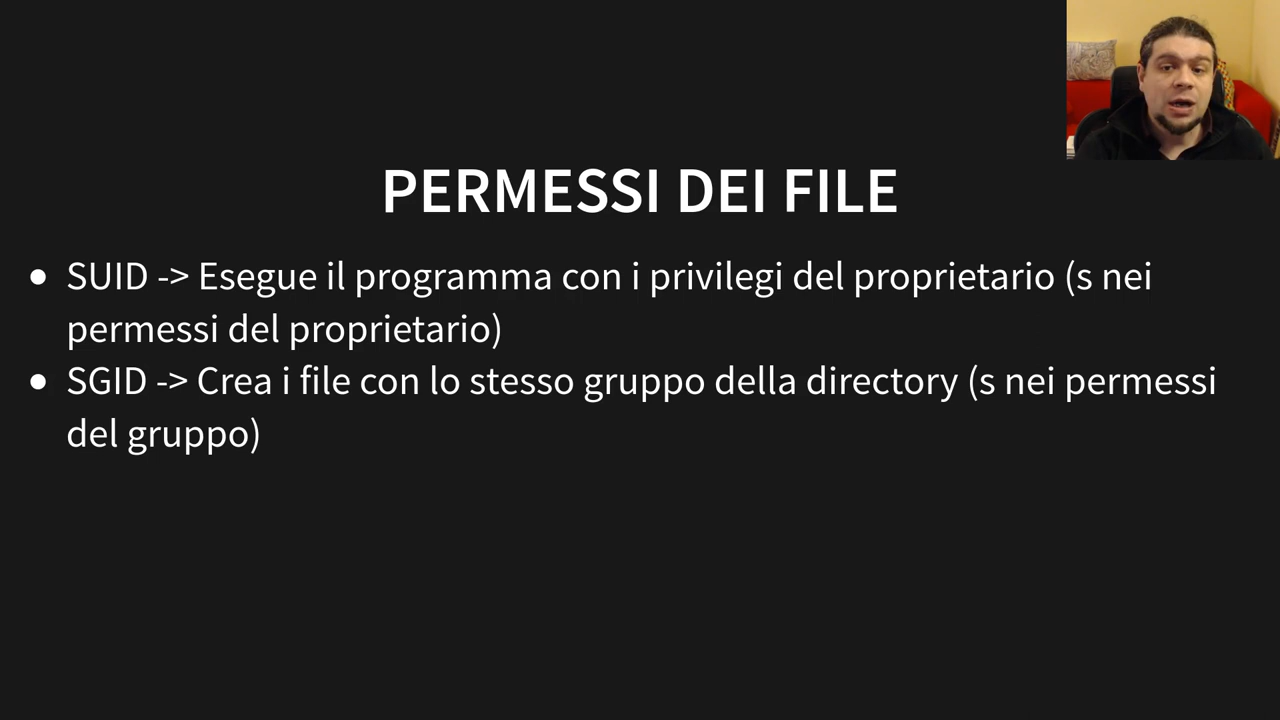 PERMESSI DEI FILE
• SUID -> Esegue il programma con i privilegi del proprietario (s nei
permessi del proprietario)
• SGID -> Crea i file con lo stesso gruppo della directory (s nei permessi
del gruppo)